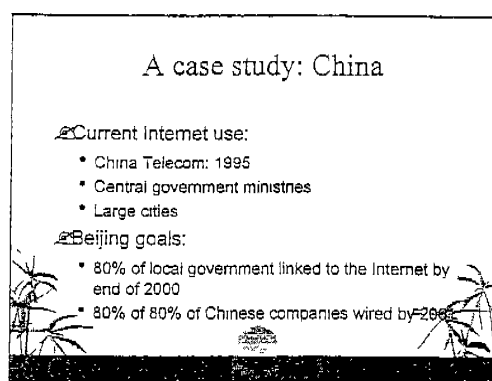 A case study: China
Current Internet use:
• China Telecom: 1995
• Central government ministries
• Large cities
Beijing goals:
• 80% of local government linked to the Internet by
end of 2000
• 80% of 80% of Chinese companies wired by